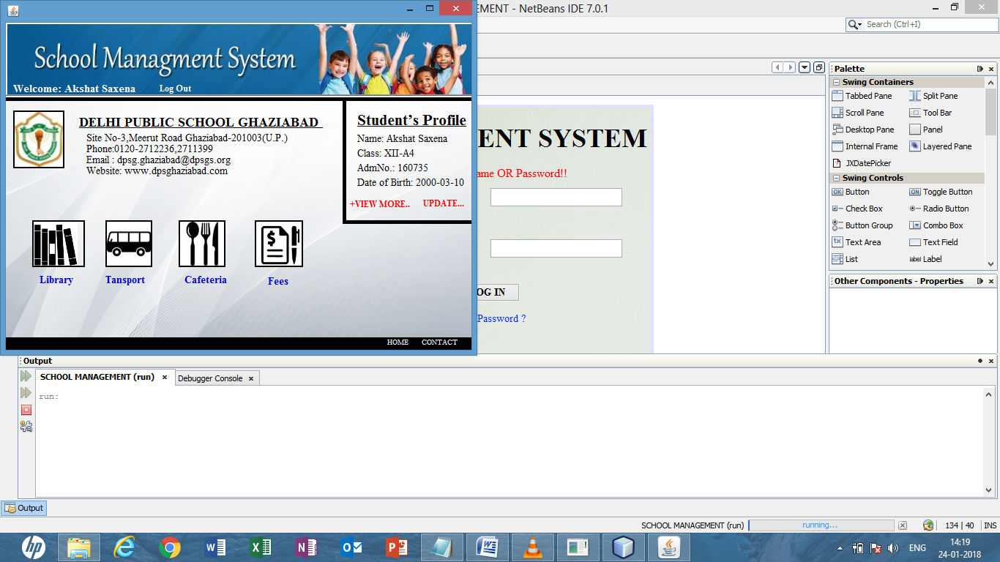 EMENT - NetBeans IDE 7.0.1
Search (Ctrl+I)
School Managment System
Welcome: Akshat Saxena
Log Out
DELHI PUBLIC SCHOOL GHAZIABAD
Site No-3,Meerut Road Ghaziabad-201003(U.P.)
Phone:0120-2712236,2711399
Email : dpsg.ghaziabad@dpsgs.org
Website: www.dpsghaziabad.com
Student’s Profile
Name: Akshat Saxena
Class: XII-A4
AdmNo.: 160735
Date of Birth: 2000-03-10
+VIEW MORE..
UPDATE...
Library
Tansport
Cafeteria
Fees
HOME
CONTACT
ENT SYSTEM
ame OR Password!!
OG IN
Password ?
Palette
Swing Containers
Tabbed Pane
Split Pane
Scroll Pane
Tool Bar
Desktop Pane
Panel
Internal Frame
Layered Pane
JXDatePicker
Swing Controls
OK Button
ON Toggle Button
Check Box
Radio Button
Button Group
Combo Box
tx Text Area
Text Field
List
label Label
Other Components - Properties
Output
SCHOOL MANAGEMENT (run)
Debugger Console
run:
Output
SCHOOL MANAGEMENT (run)
running...
134 | 40
INS
hp
ENG
14:19
24-01-2018